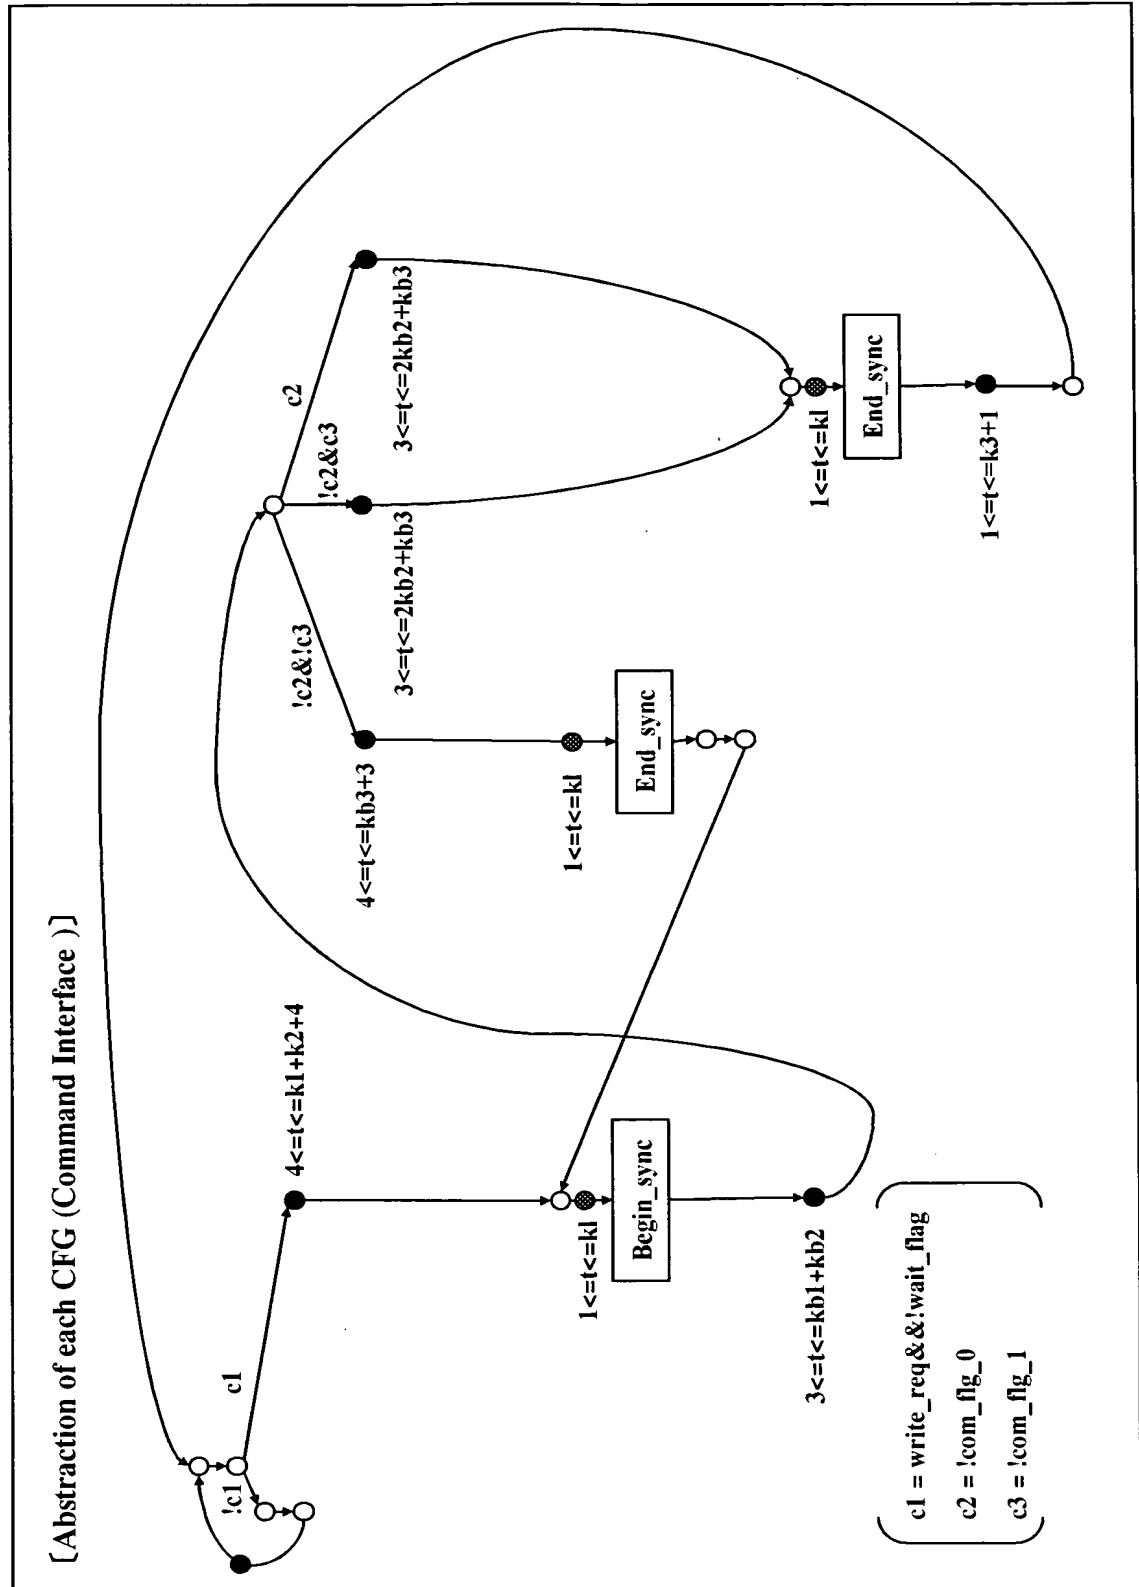 [Abstraction of each CFG (Command Interface )]
!c1
c1
4<=t<=k1+k2+4
1<=t<=kl
Begin_sync
3<=t<=kb1+kb2
!c2&!c3
!c2&c3
c2
4<=t<=kb3+3
3<=t<=2kb2+kb3
3<=t<=2kb2+kb3
1<=t<=kl
End_sync
1<=t<=kl
End_sync
1<=t<=k3+1
c1 = write_req&&!wait_flag
c2 = !com_flg_0
c3 = !com_flg_1